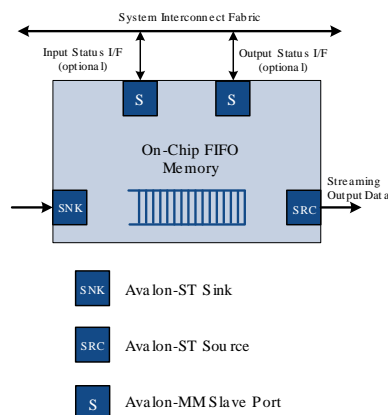 System Interconnect Fabric
Input Status I/F
(optional)
Output Status I/F
(optional)
S
S
On-Chip FIFO
Memory
SNK
SRC
Streaming
Output Data
SNK
Avalon-ST Sink
SRC
Avalon-ST Source
S
Avalon-MM Slave Port